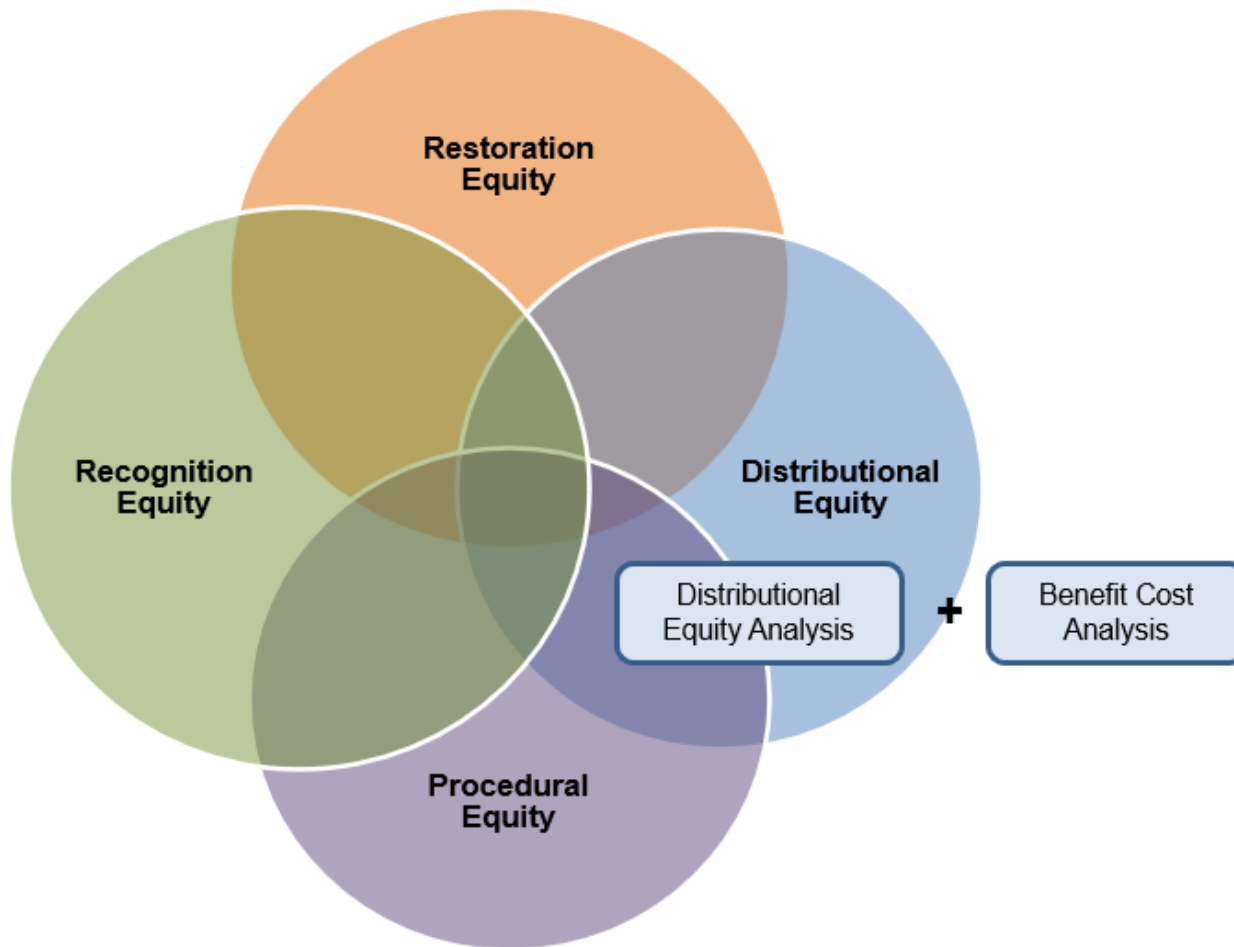 Restoration
Equity
Recognition
Equity
Distributional
Equity
Distributional
Equity Analysis
+
Benefit Cost
Analysis
Procedural
Equity